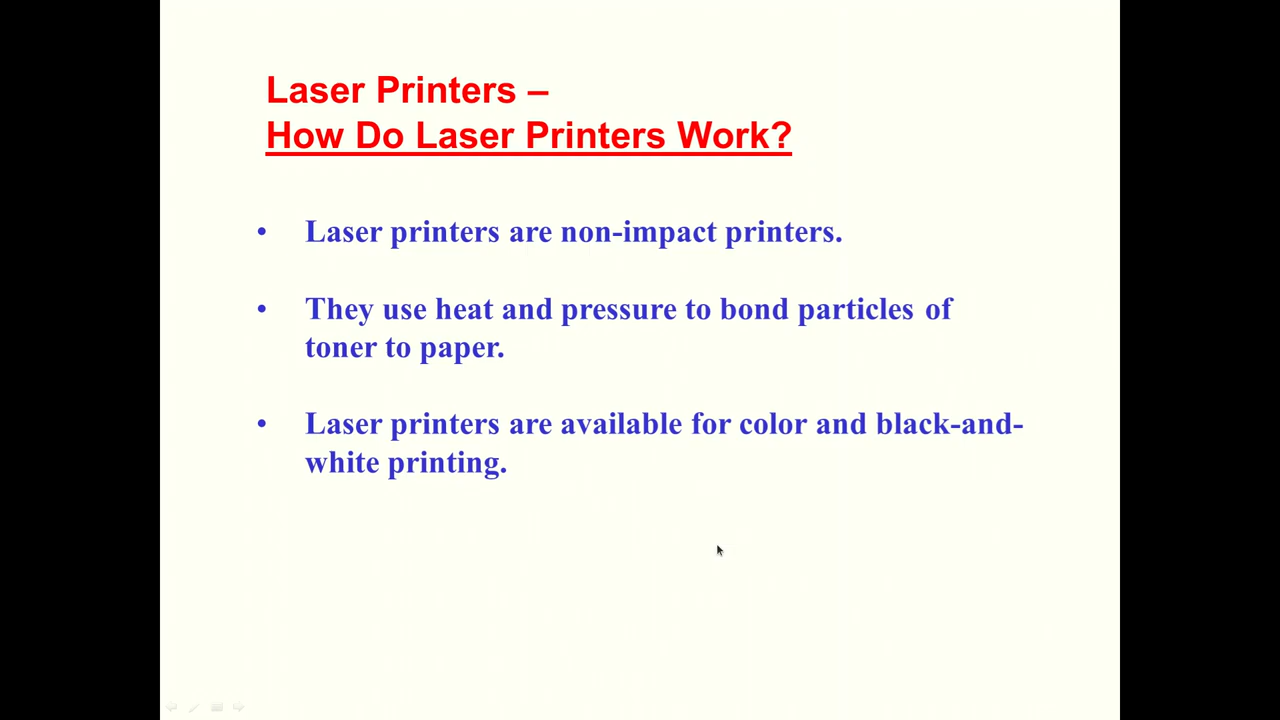 Laser Printers –
How Do Laser Printers Work?
• Laser printers are non-impact printers.
• They use heat and pressure to bond particles of
toner to paper.
• Laser printers are available for color and black-and-
white printing.